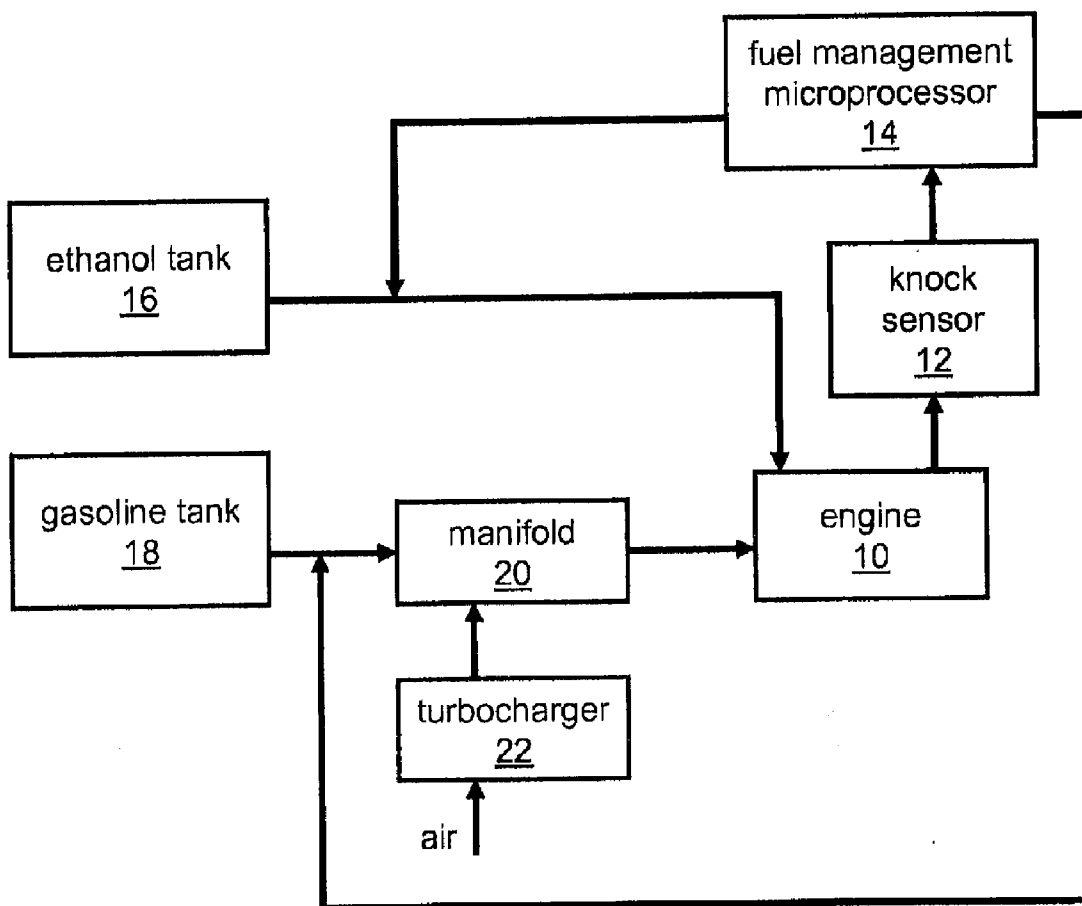 fuel management
microprocessor
14
ethanol tank
16
knock
sensor
12
gasoline tank
18
manifold
20
engine
10
turbocharger
22
air